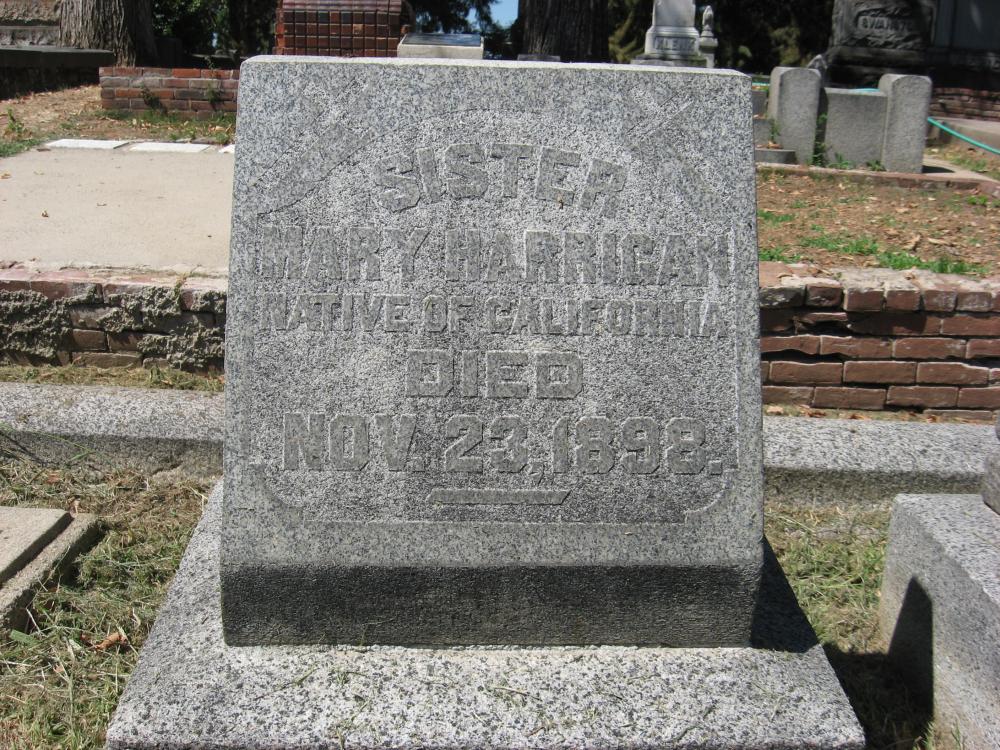 SISTER
MARY HARRIGAN
NATIVE OF CALIFORNIA
DIED
NOV. 23, 1898.